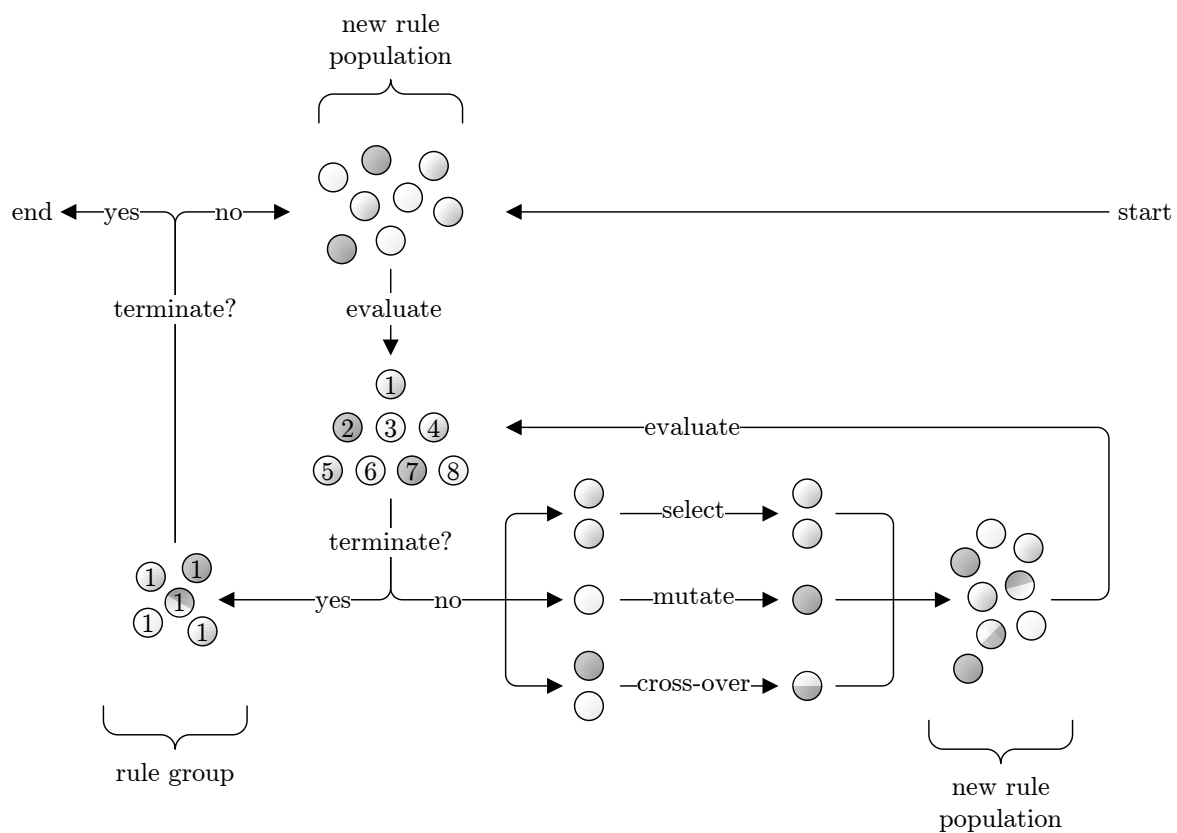 new rule
population
end
yes
no
start
terminate?
evaluate
1
2
3
4
evaluate
5
6
7
8
select
terminate?
1
1
1
1
1
yes
no
mutate
cross-over
rule group
new rule
population